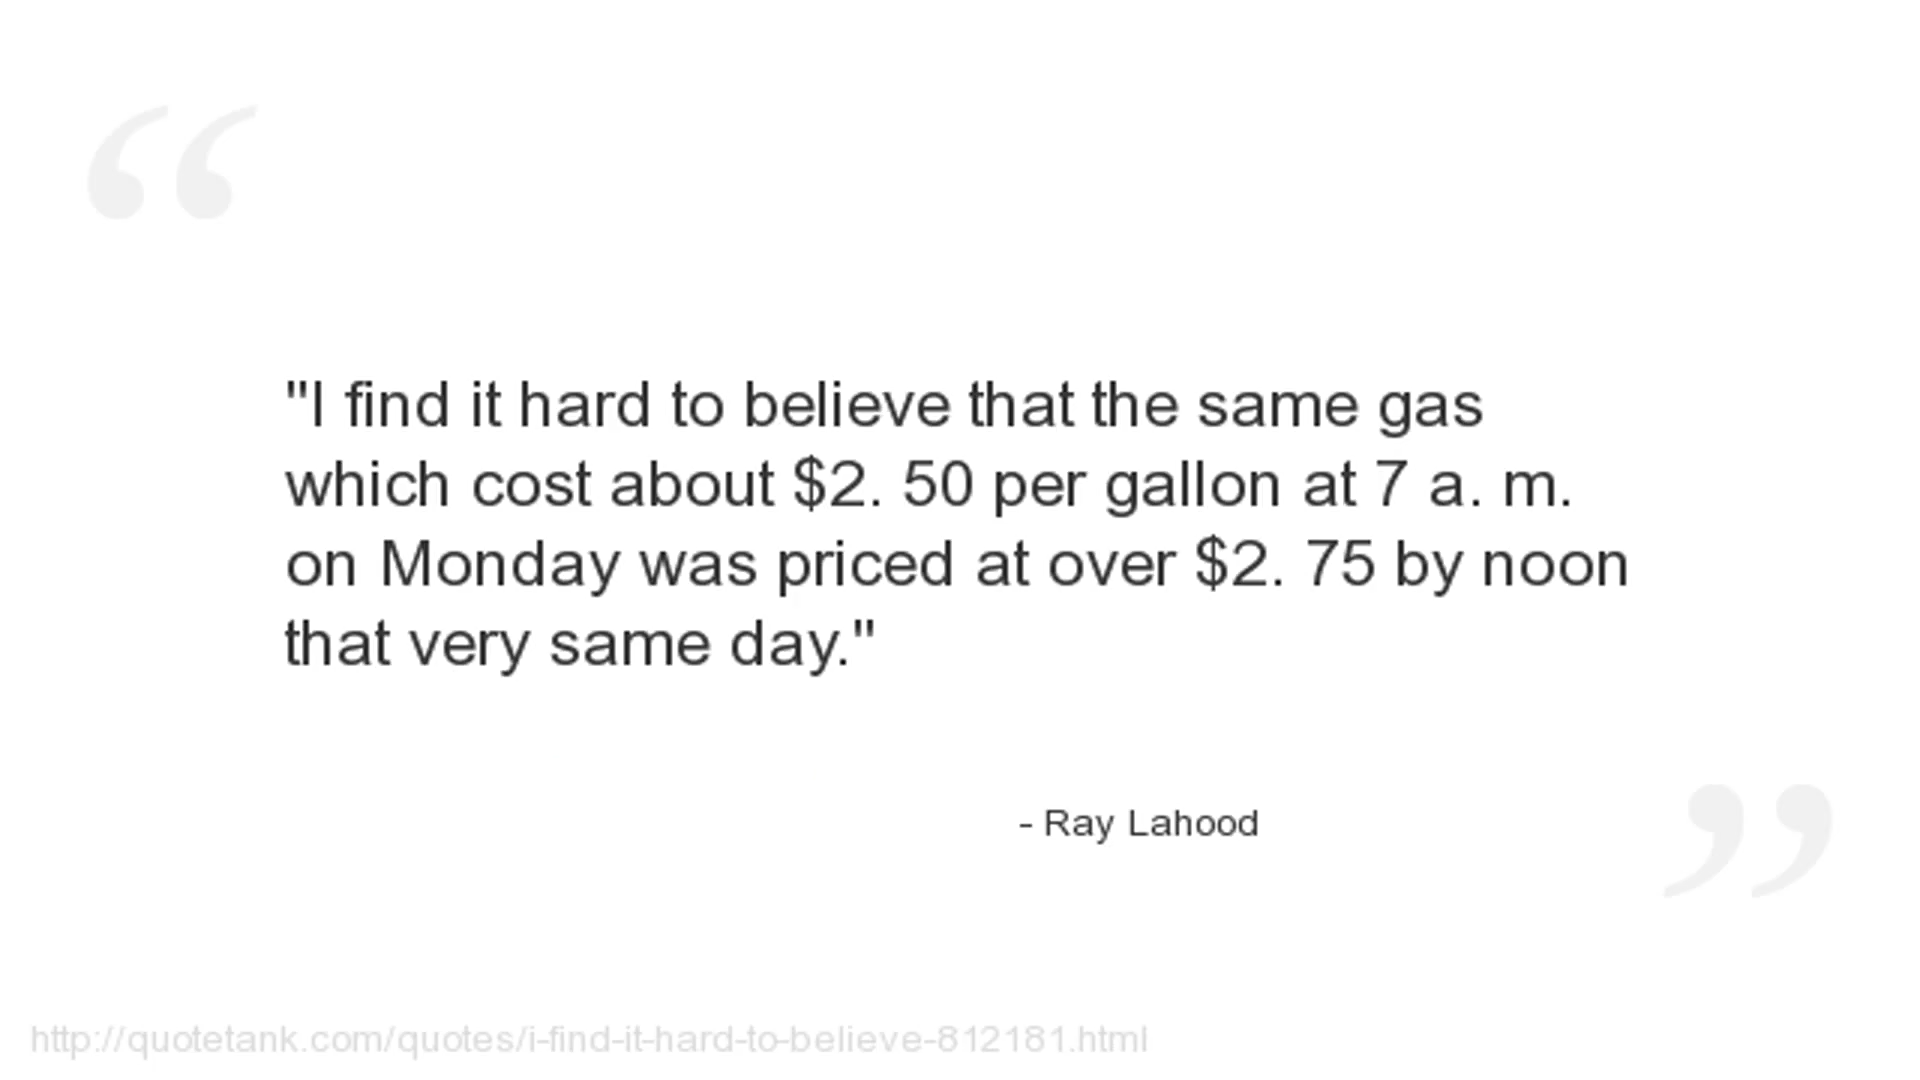 “
"I find it hard to believe that the same gas
which cost about $2. 50 per gallon at 7 a. m.
on Monday was priced at over $2. 75 by noon
that very same day."
- Ray Lahood
”
http://quotetank.com/quotes/i-find-it-hard-to-believe-812181.html